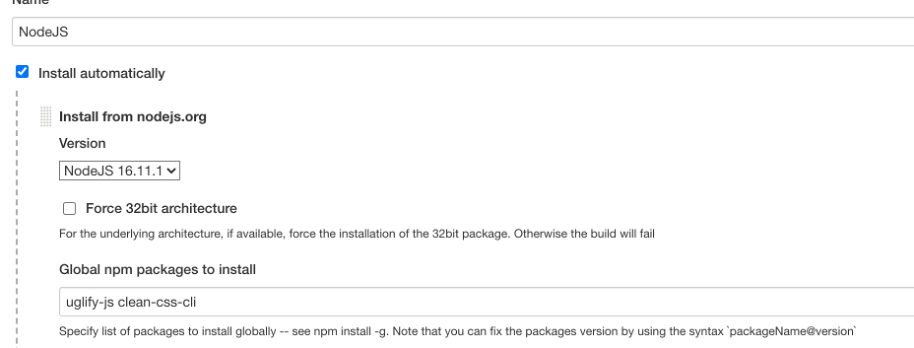 Name
NodeJS
Install automatically
Install from nodejs.org
Version
NodeJS 16.11.1
Force 32bit architecture
For the underlying architecture, if available, force the installation of the 32bit package. Otherwise the build will fail
Global npm packages to install
uglify-js clean-css-cli
Specify list of packages to install globally -- see npm install -g. Note that you can fix the packages version by using the syntax `packageName@version`